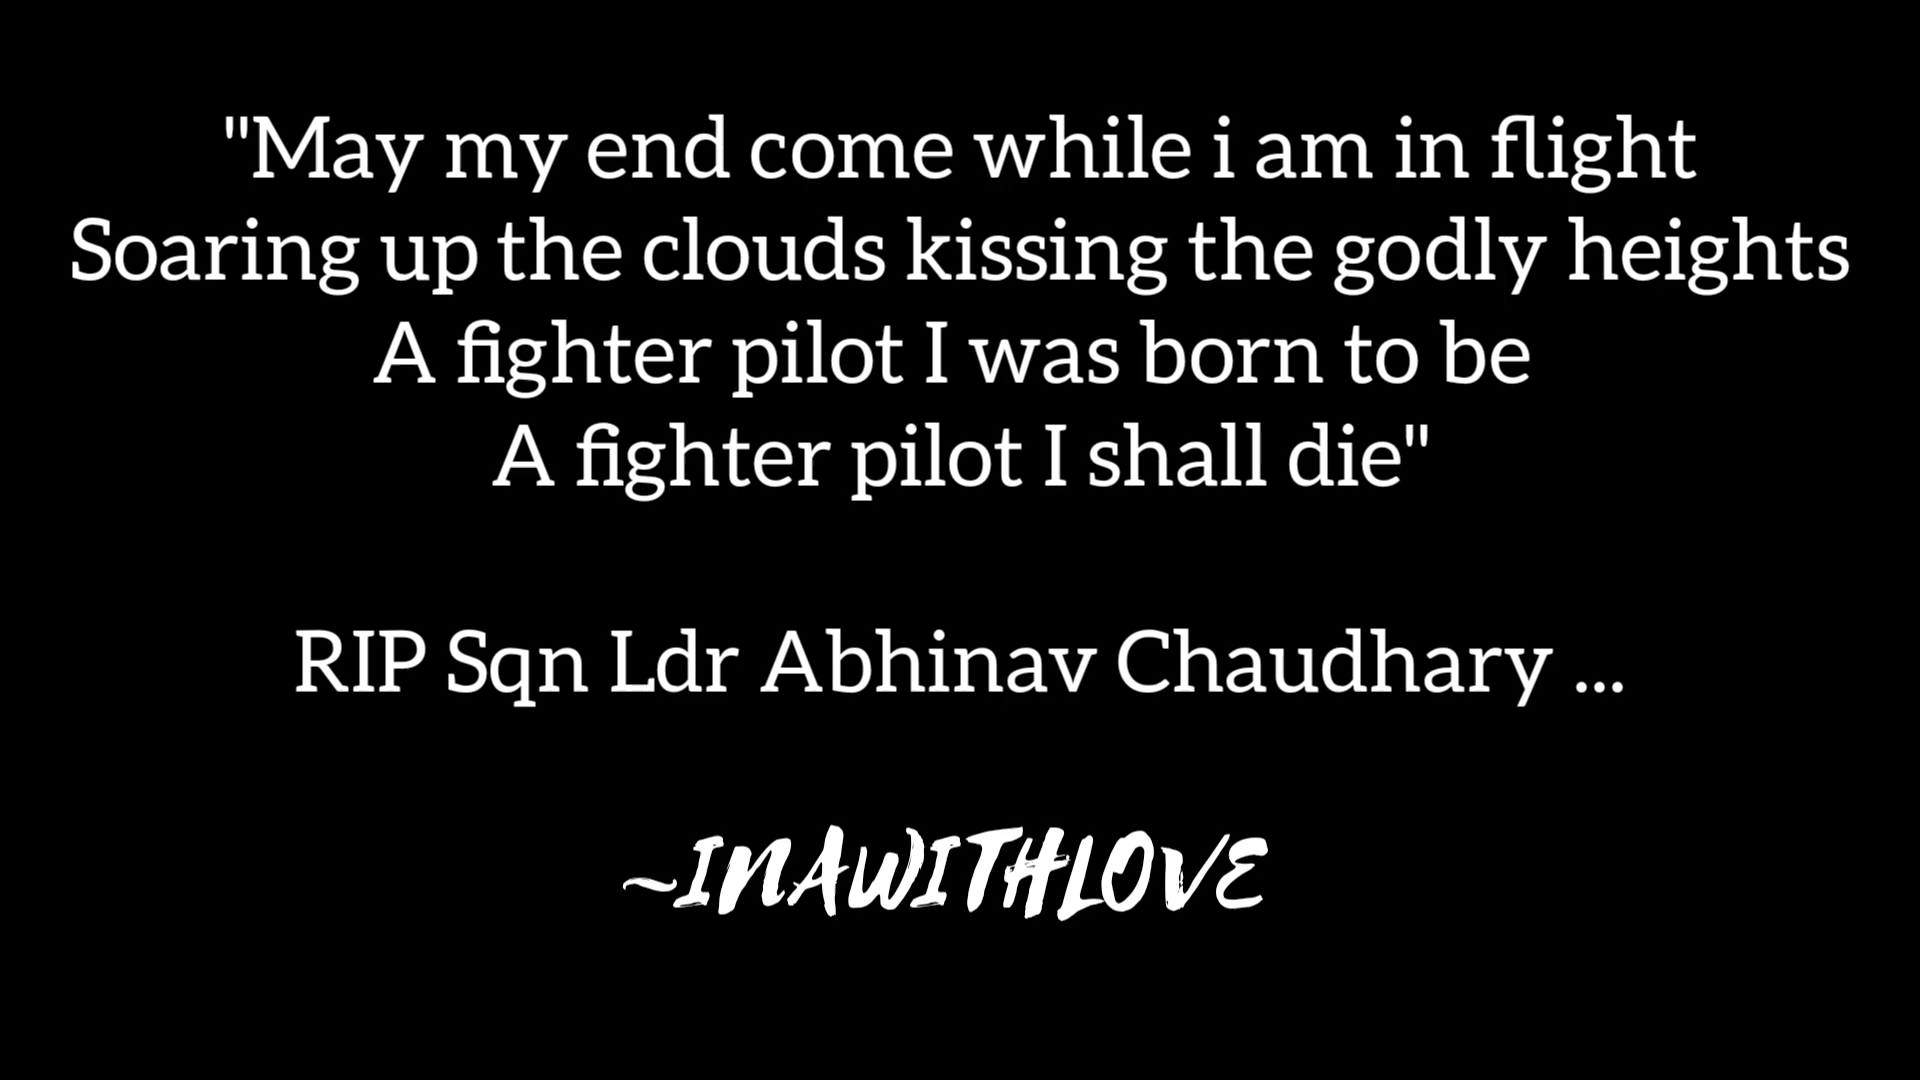 "May my end come while i am in flight
Soaring up the clouds kissing the godly heights
A fighter pilot I was born to be
A fighter pilot I shall die"
RIP Sqn Ldr Abhinav Chaudhary ...
~INAWITHLOVE